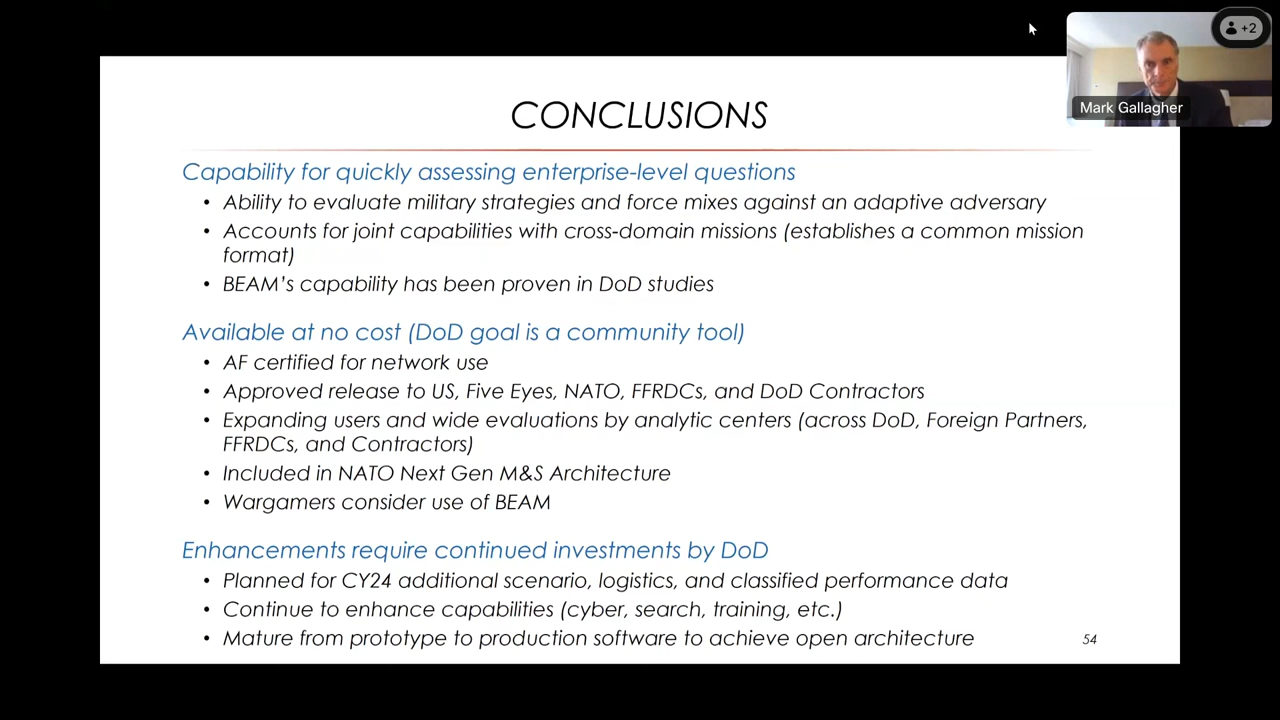 +2
Mark Gallagher
CONCLUSIONS
Capability for quickly assessing enterprise-level questions
• Ability to evaluate military strategies and force mixes against an adaptive adversary
• Accounts for joint capabilities with cross-domain missions (establishes a common mission
format)
• BEAM's capability has been proven in DoD studies
Available at no cost (DoD goal is a community tool)
• AF certified for network use
• Approved release to US, Five Eyes, NATO, FFRDCs, and DoD Contractors
• Expanding users and wide evaluations by analytic centers (across DoD, Foreign Partners,
FFRDCs, and Contractors)
• Included in NATO Next Gen M&S Architecture
• Wargamers consider use of BEAM
Enhancements require continued investments by DoD
• Planned for CY24 additional scenario, logistics, and classified performance data
• Continue to enhance capabilities (cyber, search, training, etc.)
• Mature from prototype to production software to achieve open architecture
54